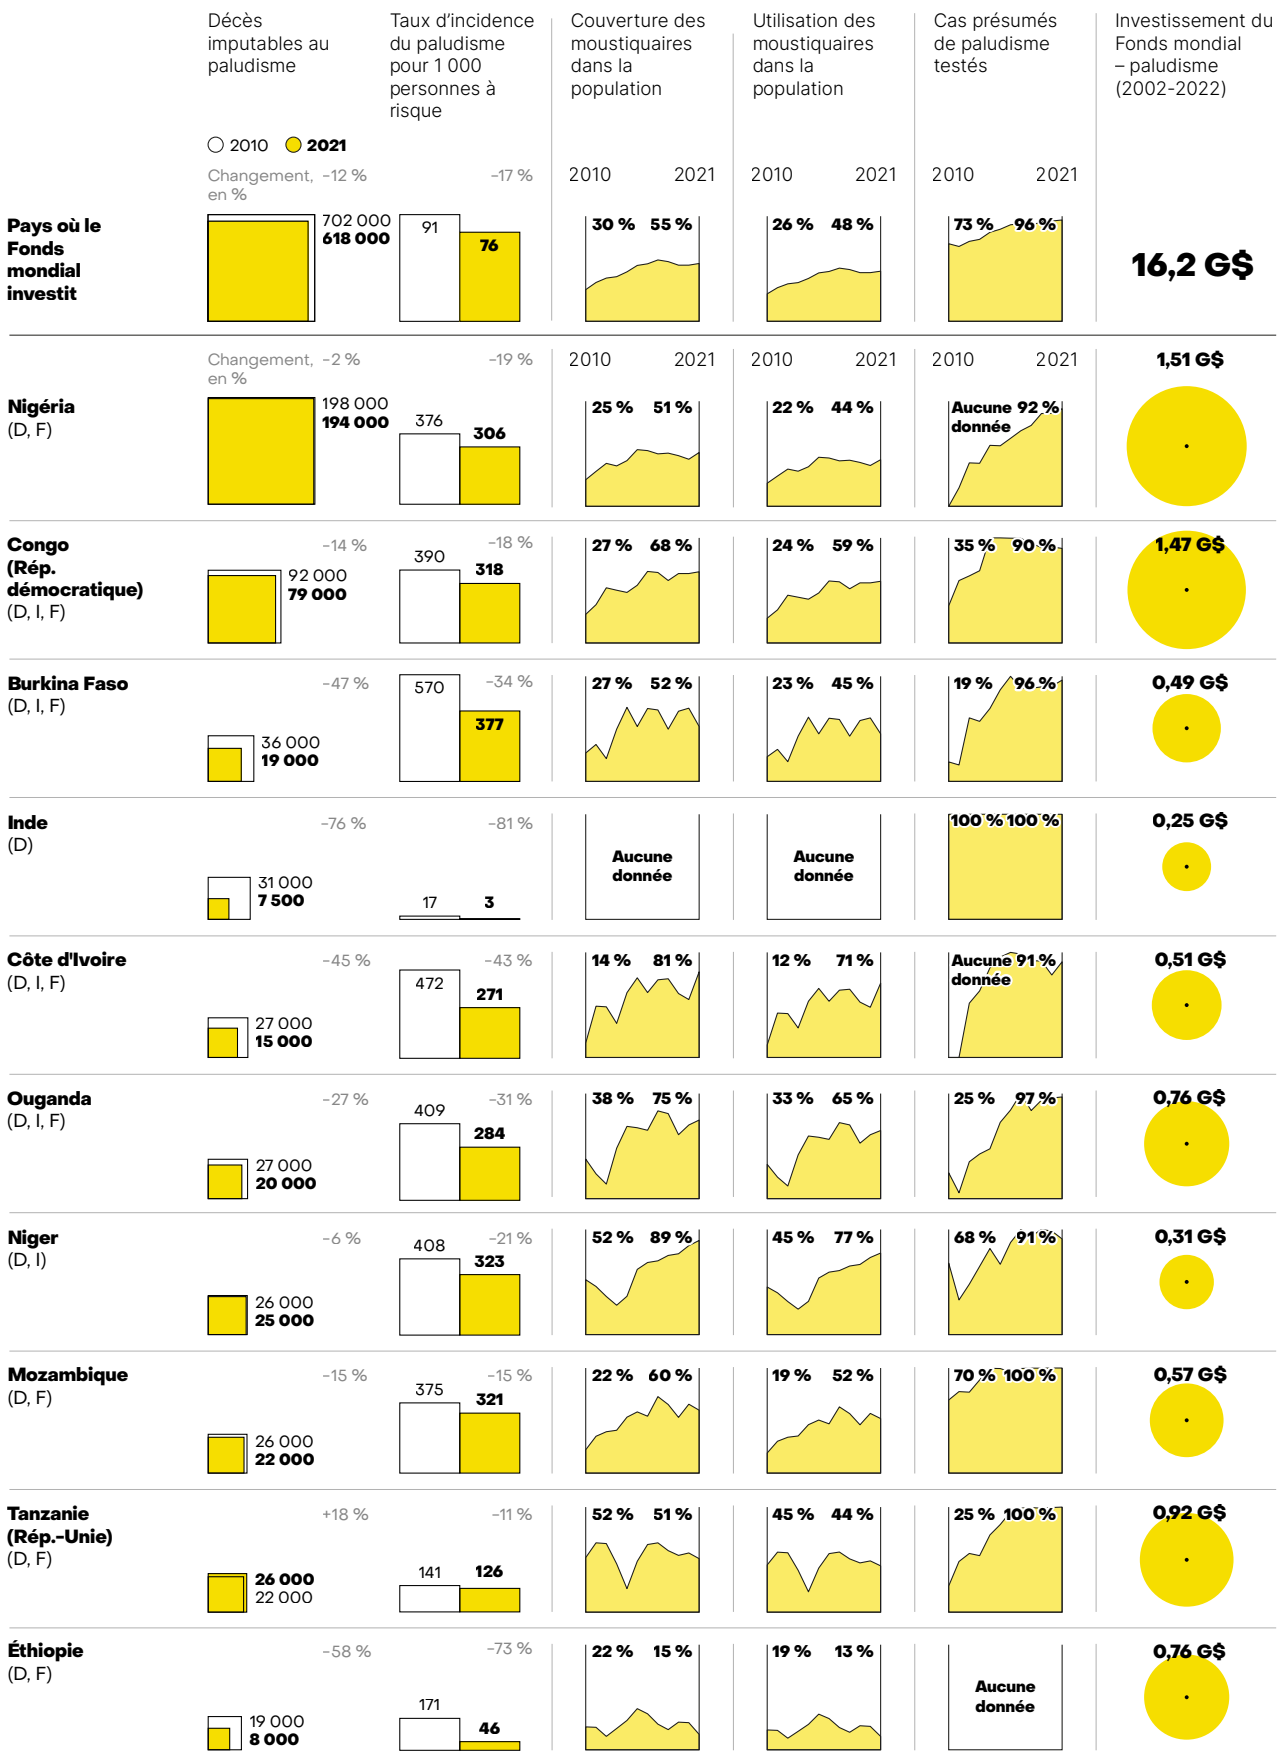 Décès
imputables au
paludisme
Taux d’incidence
du paludisme
pour 1 000
personnes à
risque
Couverture des
moustiquaires
dans la
population
Utilisation des
moustiquaires
dans la
population
Cas présumés
de paludisme
testés
Investissement du
Fonds mondial
– paludisme
(2002-2022)
2010 2021
Changement, -12 %
en %
-17 %
2010 2021
2010 2021
2010 2021
Pays où le
Fonds
mondial
investit
702 000
618 000
91
76
30 % 55 %
26 % 48 %
73 % 96 %
16,2 G$
Changement, -2 %
en %
-19 %
2010 2021
2010 2021
2010 2021
1,51 G$
Nigéria
(D, F)
198 000
194 000
376
306
25 % 51 %
22 % 44 %
Aucune 92 %
donnée
Congo
(Rép.
démocratique)
(D, I, F)
-14 %
92 000
79 000
-18 %
390
318
27 % 68 %
24 % 59 %
35 % 90 %
1,47 G$
Burkina Faso
(D, I, F)
-47 %
36 000
19 000
-34 %
570
377
27 % 52 %
23 % 45 %
19 % 96 %
0,49 G$
Inde
(D)
-76 %
31 000
7 500
-81 %
17
3
Aucune
donnée
Aucune
donnée
100 % 100 %
0,25 G$
Côte d'Ivoire
(D, I, F)
-45 %
27 000
15 000
-43 %
472
271
14 % 81 %
12 % 71 %
Aucune 91 %
donnée
0,51 G$
Ouganda
(D, I, F)
-27 %
27 000
20 000
-31 %
409
284
38 % 75 %
33 % 65 %
25 % 97 %
0,76 G$
Niger
(D, I)
-6 %
26 000
25 000
-21 %
408
323
52 % 89 %
45 % 77 %
68 % 91 %
0,31 G$
Mozambique
(D, F)
-15 %
26 000
22 000
-15 %
375
321
22 % 60 %
19 % 52 %
70 % 100 %
0,57 G$
Tanzanie
(Rép.-Unie)
(D, F)
+18 %
26 000
22 000
-11 %
141
126
52 % 51 %
45 % 44 %
25 % 100 %
0,92 G$
Éthiopie
(D, F)
-58 %
19 000
8 000
-73 %
171
46
22 % 15 %
19 % 13 %
Aucune
donnée
0,76 G$